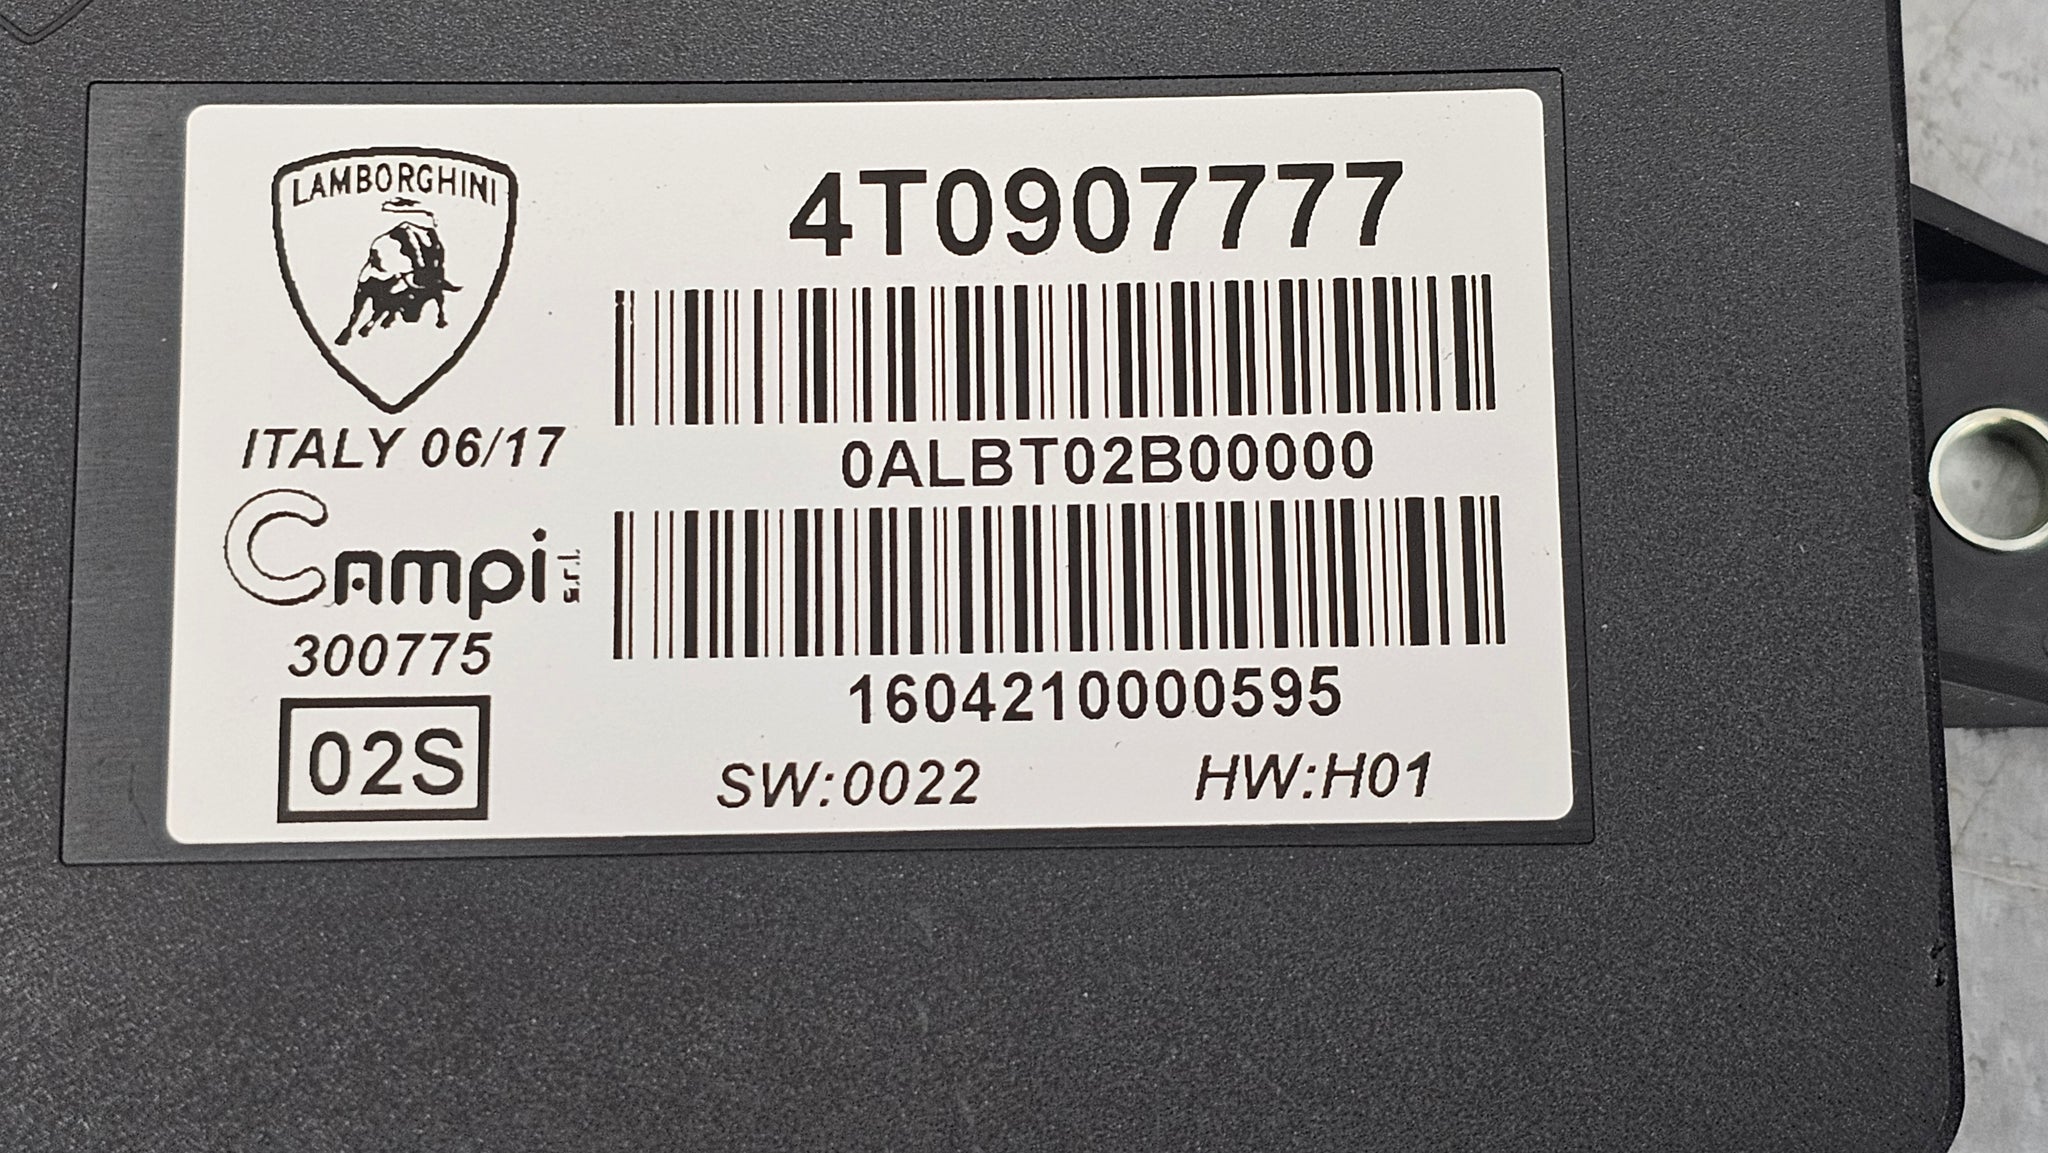 LAMBORGHINI
ITALY 06/17
Campi s.r.l.
300775
02S
4T0907777
0ALBT02B00000
1604210000595
SW:0022 HW:H01